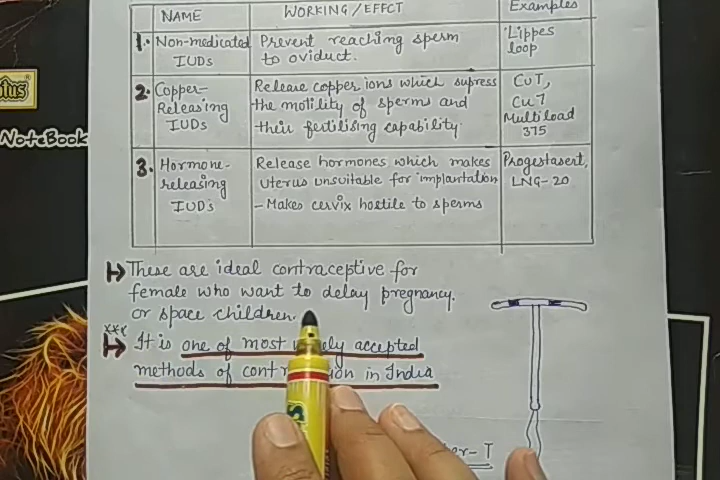 NAME WORKING/EFFCT Examples
1. Non-medicated Prevent reaching sperm 'Lippes
IUDs to oviduct. loop
2. Copper- Release copper ions which supress CuT,
Releasing the motility of sperms and Cu7
IUDs their fertilising capability Multiload
375
3. Hormone- Release hormones which makes Progestasert,
releasing uterus unsuitable for implantation LNG-20
IUD's - Makes cervix hostile to sperms
These are ideal contraceptive for
female who want to delay pregnancy.
or space children.
*** It is one of most accepted
methods of in India
T
NoteBook